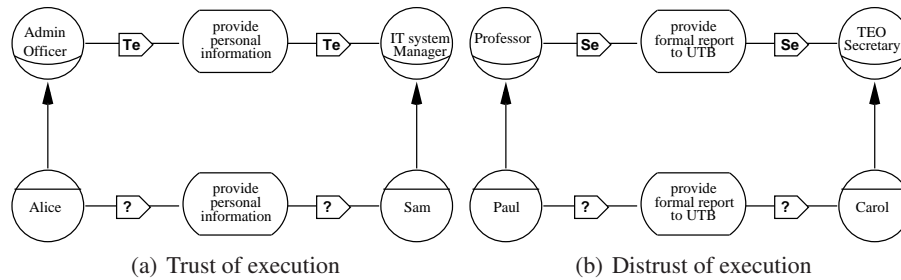 Admin
Officer
Te
provide
personal
information
Te
IT system
Manager
Professor
Se
provide
formal report
to UTB
Se
TEO
Secretary
Alice
?
provide
personal
information
?
Sam
Paul
?
provide
formal report
to UTB
?
Carol
(a) Trust of execution
(b) Distrust of execution